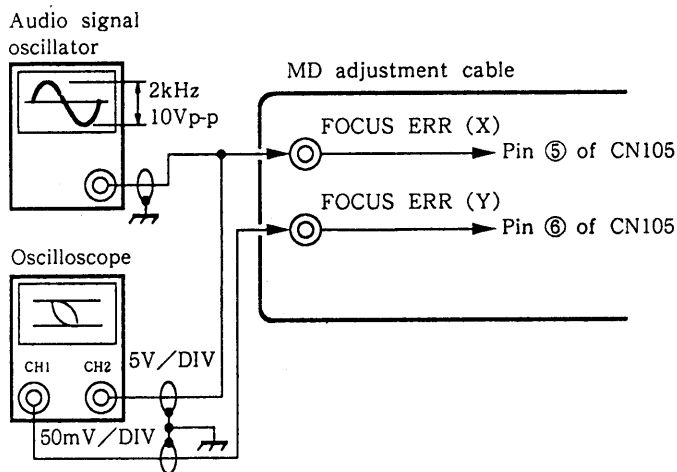 Audio signal
oscillator
2kHz
10Vp-p
MD adjustment cable
FOCUS ERR (X)
Pin ⑤ of CN105
FOCUS ERR (Y)
Pin ⑥ of CN105
Oscilloscope
CH1
CH2
5V/DIV
50mV/DIV